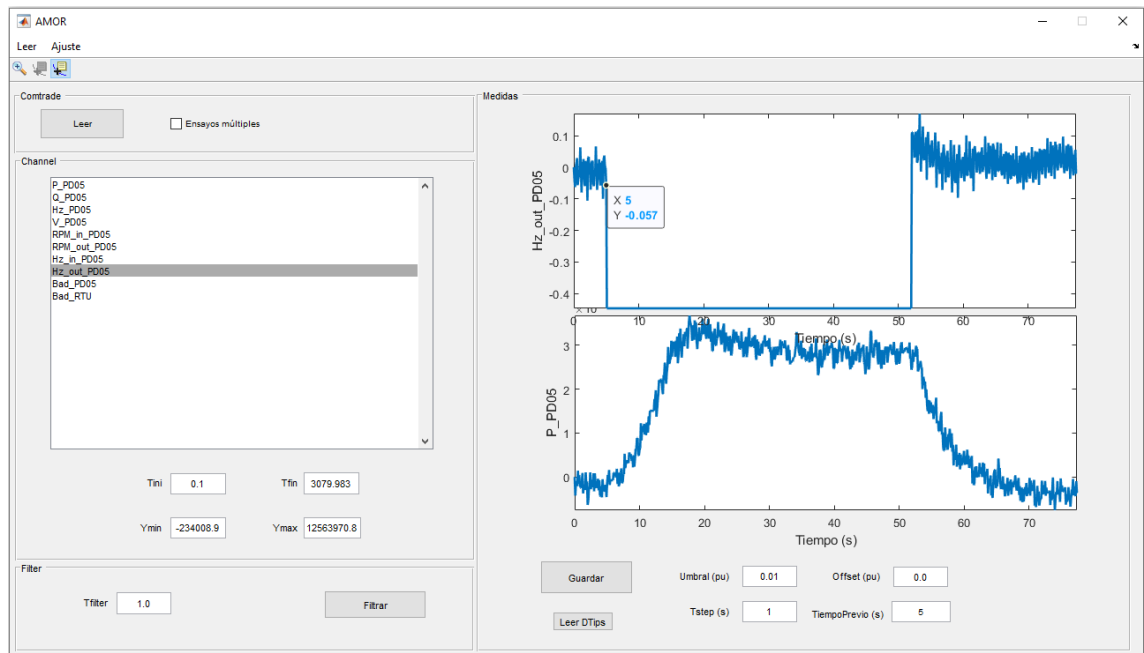 AMOR
Leer Ajuste
Comtrade
Leer
Ensayos múltiples
Channel
P_PD05
Q_PD05
Hz_PD05
V_PD05
RPM_in_PD05
RPM_out_PD05
Hz_in_PD05
Hz_out_PD05
Bad_PD05
Bad_RTU
Tini 0.1 Tfin 3079.983
Ymin -234008.9 Ymax 12563970.8
Filter
Tfilter 1.0 Filtrar
Medidas
Hz_out_PD05
0.1
0
-0.1
-0.2
-0.3
-0.4
X 5
Y -0.057
0 10 20 30 40 50 60 70
Tiempo (s)
P_PD05
3
2
1
0
0 10 20 30 40 50 60 70
Tiempo (s)
Guardar Umbral (pu) 0.01 Offset (pu) 0.0
Leer DTips Tstep (s) 1 TiempoPrevio (s) 5